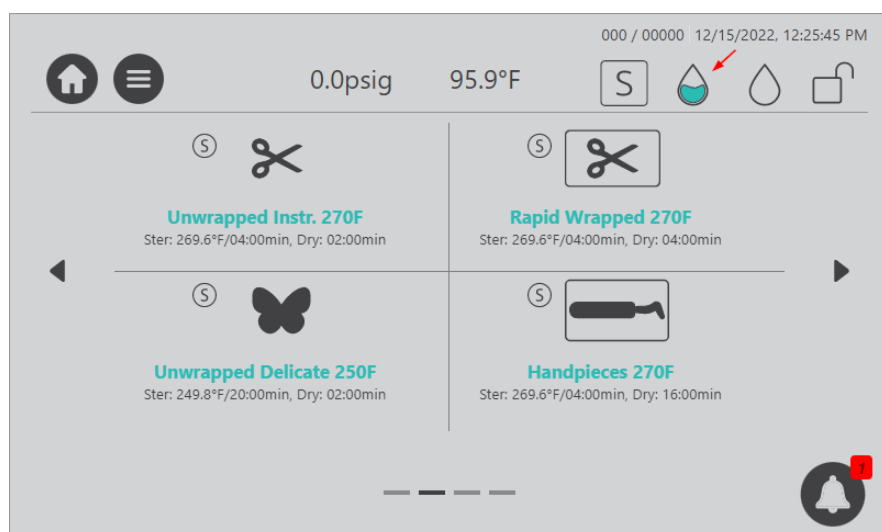 000 / 00000 12/15/2022, 12:25:45 PM
0.0psig 95.9°F S
S
Unwrapped Instr. 270F
Ster: 269.6°F/04:00min, Dry: 02:00min
S
Rapid Wrapped 270F
Ster: 269.6°F/04:00min, Dry: 04:00min
S
Unwrapped Delicate 250F
Ster: 249.8°F/20:00min, Dry: 02:00min
S
Handpieces 270F
Ster: 269.6°F/04:00min, Dry: 16:00min
1